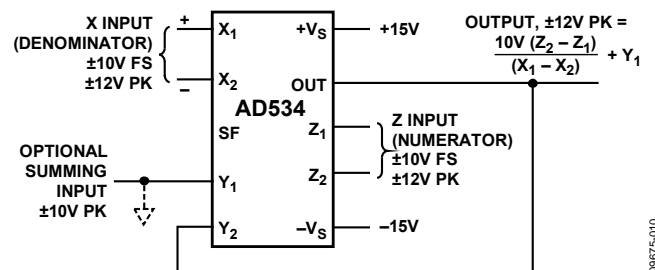 X INPUT
(DENOMINATOR)
±10V FS
±12V PK
+
–
X1
X2
SF
Y1
Y2
AD534
+VS
OUT
Z1
Z2
–VS
+15V
–15V
OUTPUT, ±12V PK =
10V (Z2 – Z1)
(X1 – X2)
+ Y1
Z INPUT
(NUMERATOR)
±10V FS
±12V PK
OPTIONAL
SUMMING
INPUT
±10V PK
09675-010